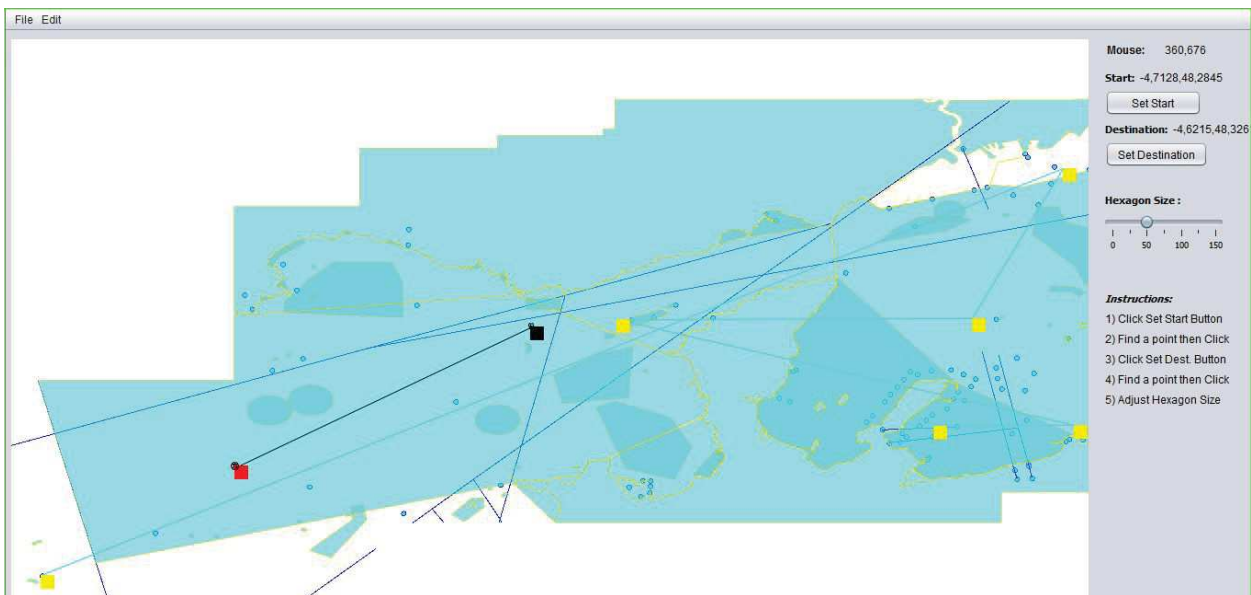 File Edit
Mouse: 360,676
Start: -4,7128,48,2845
Set Start
Destination: -4,6215,48,326
Set Destination
Hexagon Size :
0 50 100 150
Instructions:
1) Click Set Start Button
2) Find a point then Click
3) Click Set Dest. Button
4) Find a point then Click
5) Adjust Hexagon Size